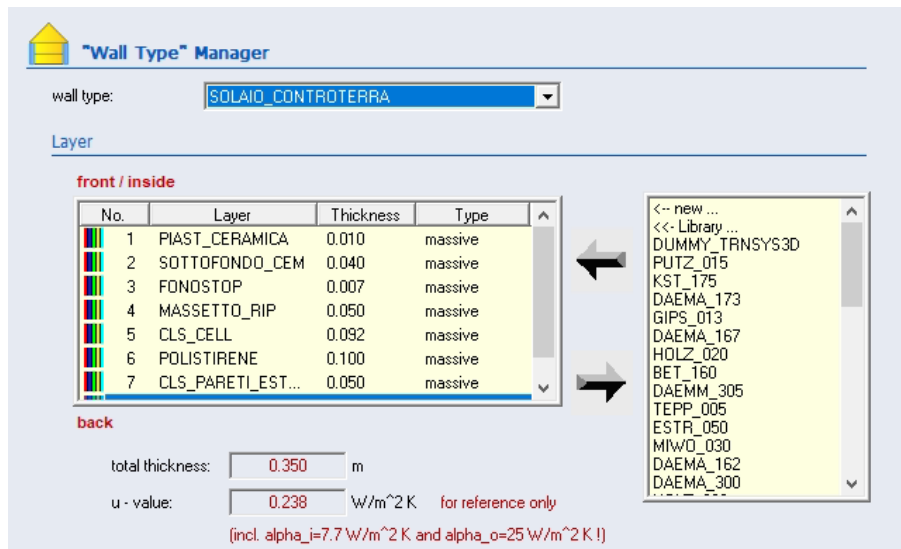 "Wall Type" Manager
wall type: SOLAIO_CONTROTERRA
Layer
front / inside
No. Layer Thickness Type
1 PIAST_CERAMICA 0.010 massive
2 SOTTOFONDO_CEM 0.040 massive
3 FONOSTOP 0.007 massive
4 MASSETTO_RIP 0.050 massive
5 CLS_CELL 0.092 massive
6 POLISTIRENE 0.100 massive
7 CLS_PARETI_EST... 0.050 massive
back
total thickness: 0.350 m
u - value: 0.238 W/m^2 K for reference only
(incl. alpha_i=7.7 W/m^2 K and alpha_o=25 W/m^2 K !)
<-- new ...
<<- Library ...
DUMMY_TRNSYS3D
PUTZ_015
KST_175
DAEMA_173
GIPS_013
DAEMA_167
HOLZ_020
BET_160
DAEMM_305
TEPP_005
ESTR_050
MIWO_030
DAEMA_162
DAEMA_300